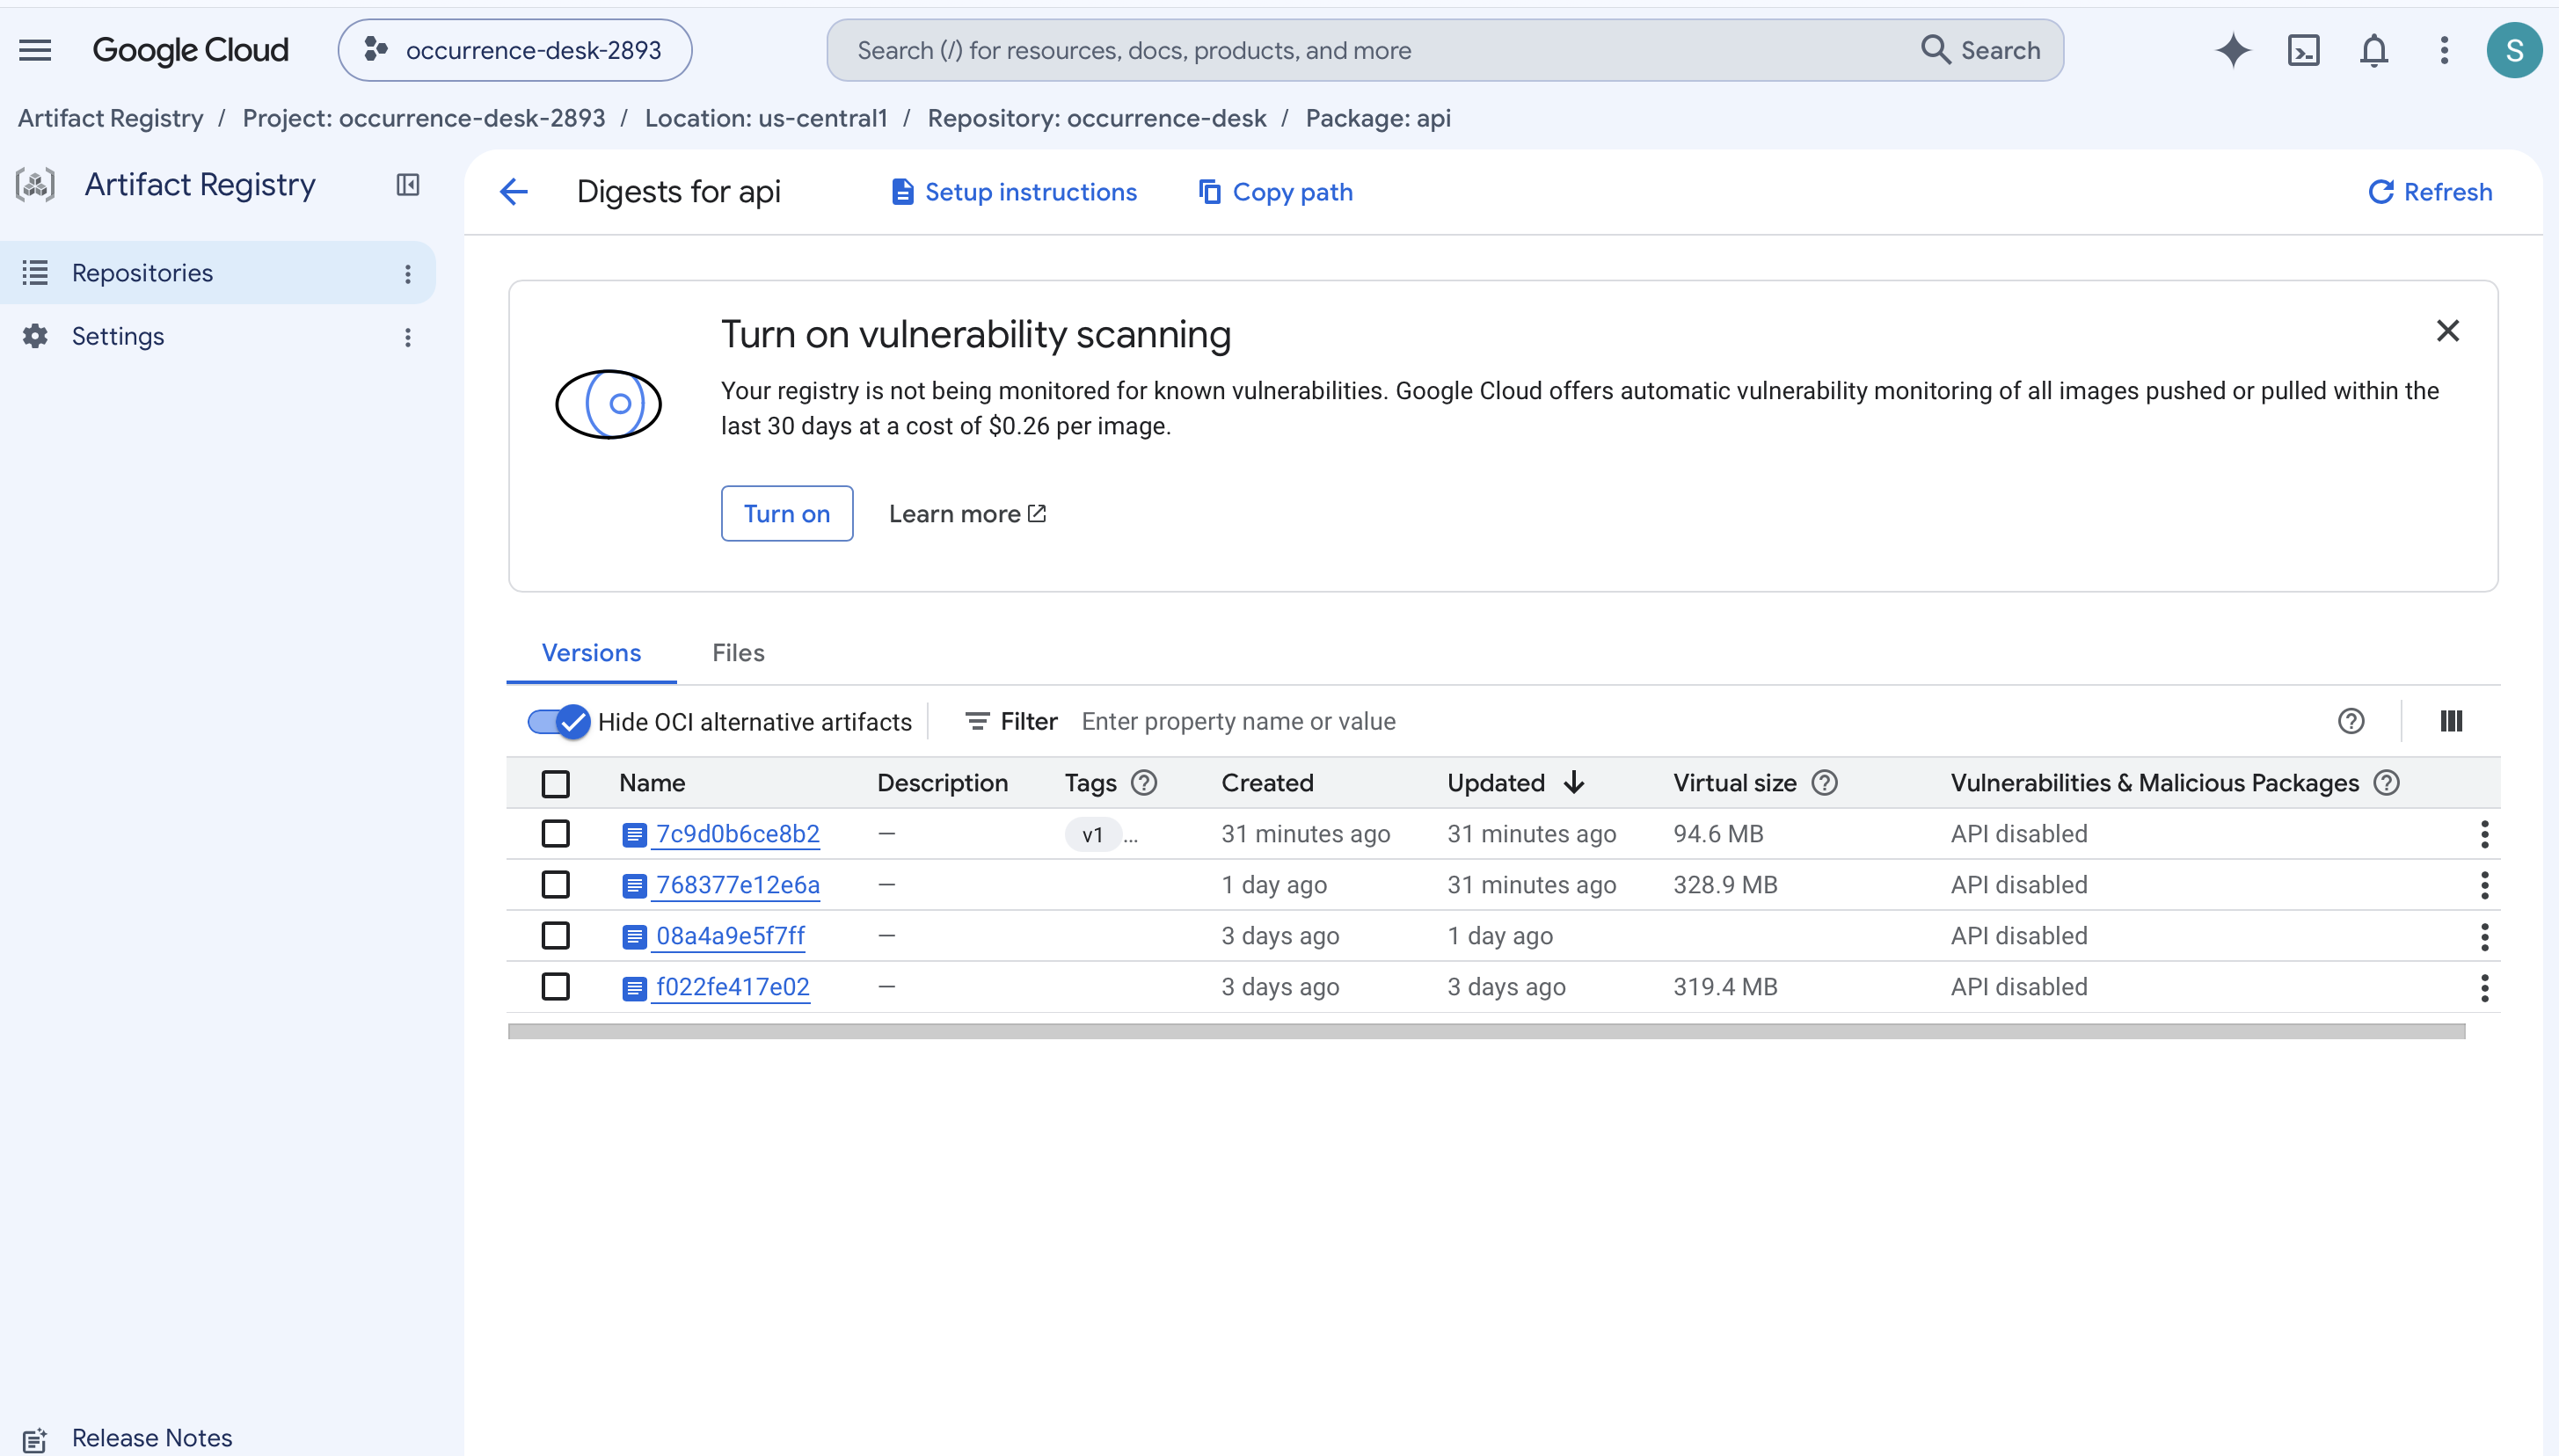 Google Cloud
occurrence-desk-2893
Search (/) for resources, docs, products, and more
Search
S
Artifact Registry / Project: occurrence-desk-2893 / Location: us-central1 / Repository: occurrence-desk / Package: api
Artifact Registry
Repositories
Settings
Release Notes
Digests for api
Setup instructions
Copy path
Refresh
Turn on vulnerability scanning
Your registry is not being monitored for known vulnerabilities. Google Cloud offers automatic vulnerability monitoring of all images pushed or pulled within the
last 30 days at a cost of $0.26 per image.
Turn on
Learn more
Versions
Files
Hide OCI alternative artifacts
Filter
Enter property name or value
Name Description Tags Created Updated Virtual size Vulnerabilities & Malicious Packages
7c9d0b6ce8b2 — v1 ... 31 minutes ago 31 minutes ago 94.6 MB API disabled
768377e12e6a — 1 day ago 31 minutes ago 328.9 MB API disabled
08a4a9e5f7ff — 3 days ago 1 day ago API disabled
f022fe417e02 — 3 days ago 3 days ago 319.4 MB API disabled